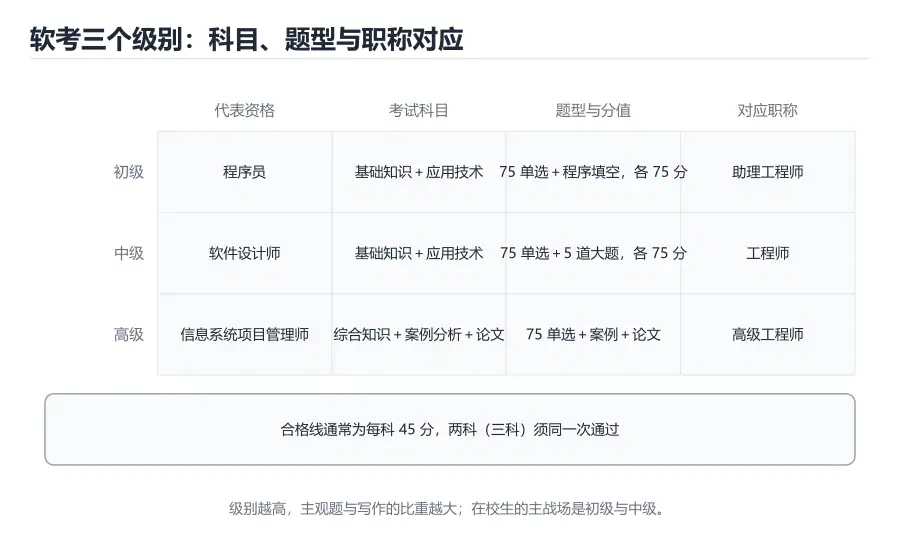 软考三个级别：科目、题型与职称对应
代表资格 考试科目 题型与分值 对应职称
初级 程序员 基础知识+应用技术 75 单选+程序填空，各 75 分 助理工程师
中级 软件设计师 基础知识+应用技术 75 单选+5 道大题，各 75 分 工程师
高级 信息系统项目管理师 综合知识+案例分析+论文 75 单选+案例+论文 高级工程师
合格线通常为每科 45 分，两科（三科）须同一次通过
级别越高，主观题与写作的比重越大；在校生的主战场是初级与中级。